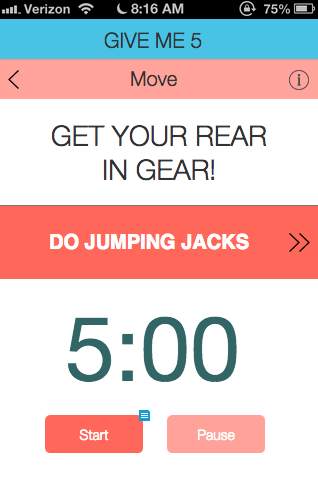 Verizon 8:16 AM 75%
GIVE ME 5
Move
GET YOUR REAR
IN GEAR!
DO JUMPING JACKS
5:00
Start Pause